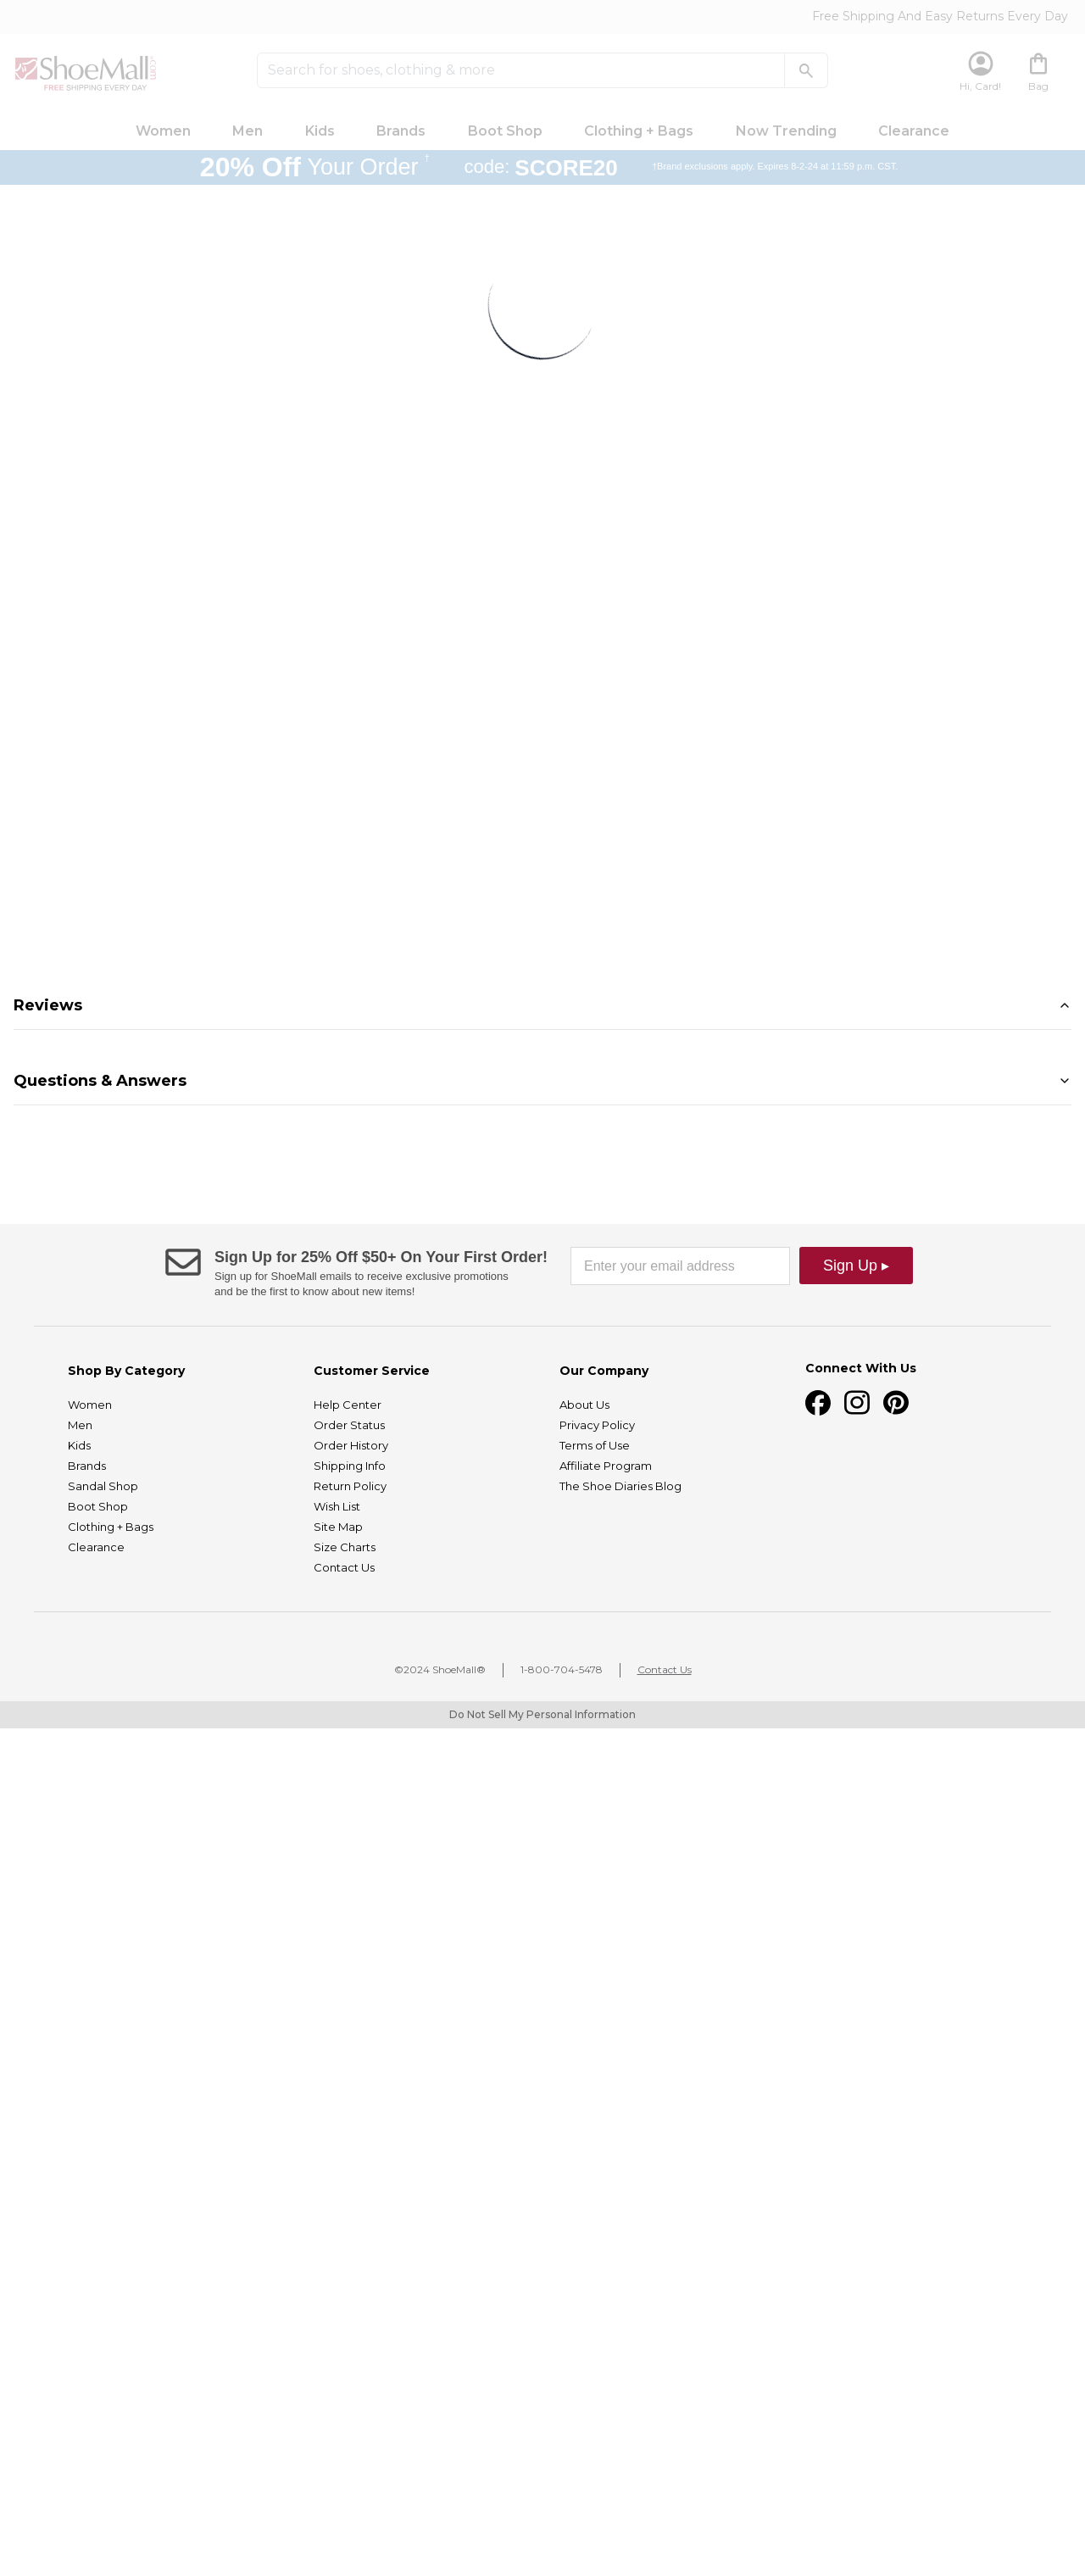 Free Shipping And Easy Returns Every Day
ShoeMall.com
FREE SHIPPING EVERY DAY
Search for shoes, clothing & more
Hi, Card!
Bag
Women Men Kids Brands Boot Shop Clothing + Bags Now Trending Clearance
20% Off Your Order † code: SCORE20 †Brand exclusions apply. Expires 8-2-24 at 11:59 p.m. CST.
Reviews
Questions & Answers
Sign Up for 25% Off $50+ On Your First Order!
Sign up for ShoeMall emails to receive exclusive promotions
and be the first to know about new items!
Enter your email address
Sign Up ▸
Shop By Category
Women
Men
Kids
Brands
Sandal Shop
Boot Shop
Clothing + Bags
Clearance
Customer Service
Help Center
Order Status
Order History
Shipping Info
Return Policy
Wish List
Site Map
Size Charts
Contact Us
Our Company
About Us
Privacy Policy
Terms of Use
Affiliate Program
The Shoe Diaries Blog
Connect With Us
©2024 ShoeMall® | 1-800-704-5478 | Contact Us
Do Not Sell My Personal Information